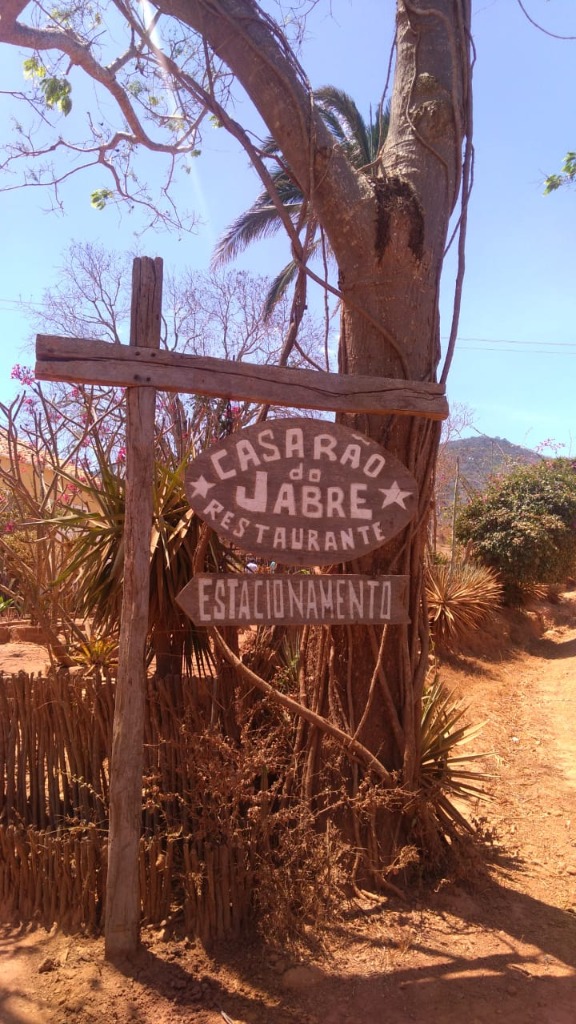 CASARÃO
do
JABRE
RESTAURANTE
ESTACIONAMENTO